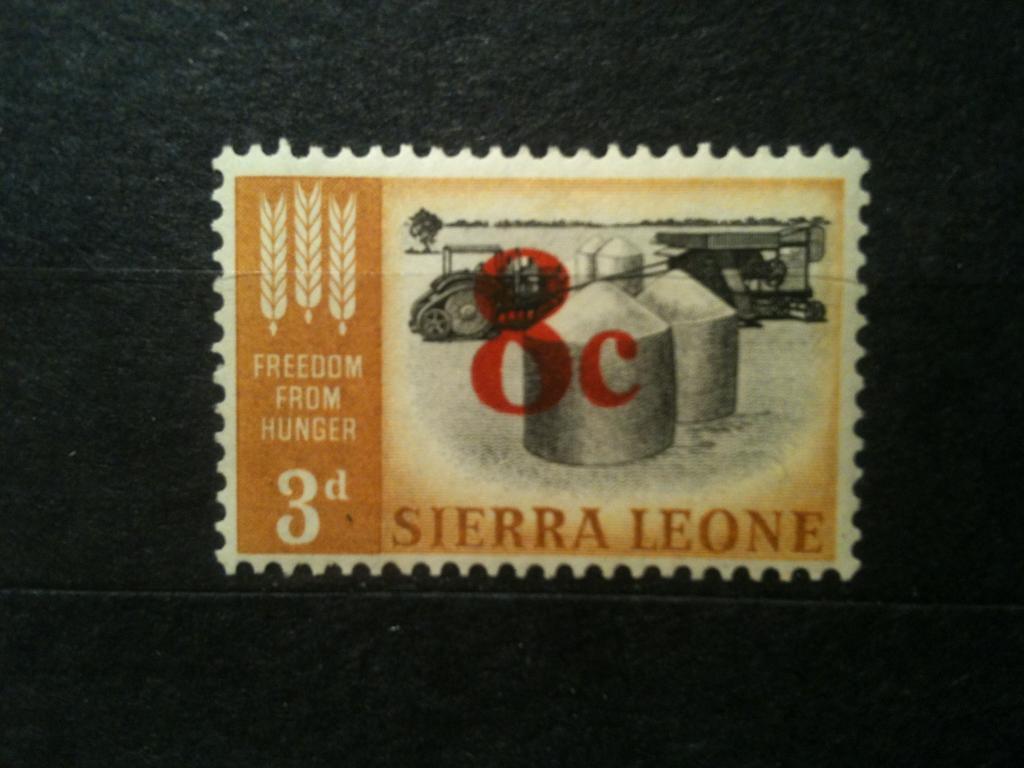 8c
FREEDOM
FROM
HUNGER
3d
SIERRA LEONE